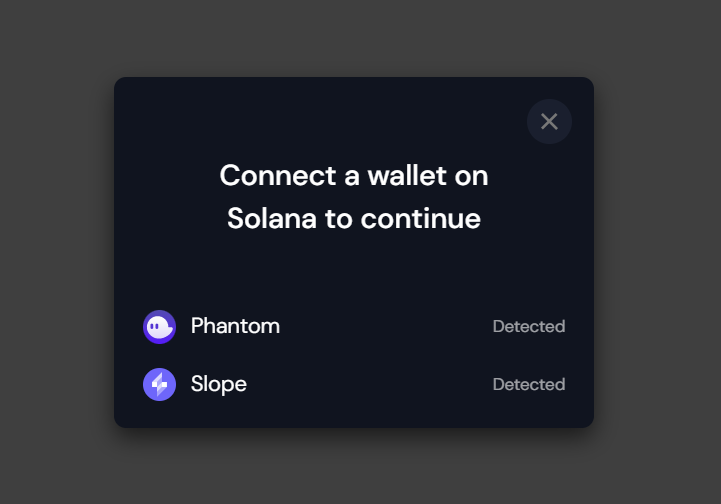 Connect a wallet on
Solana to continue
Phantom Detected
Slope Detected